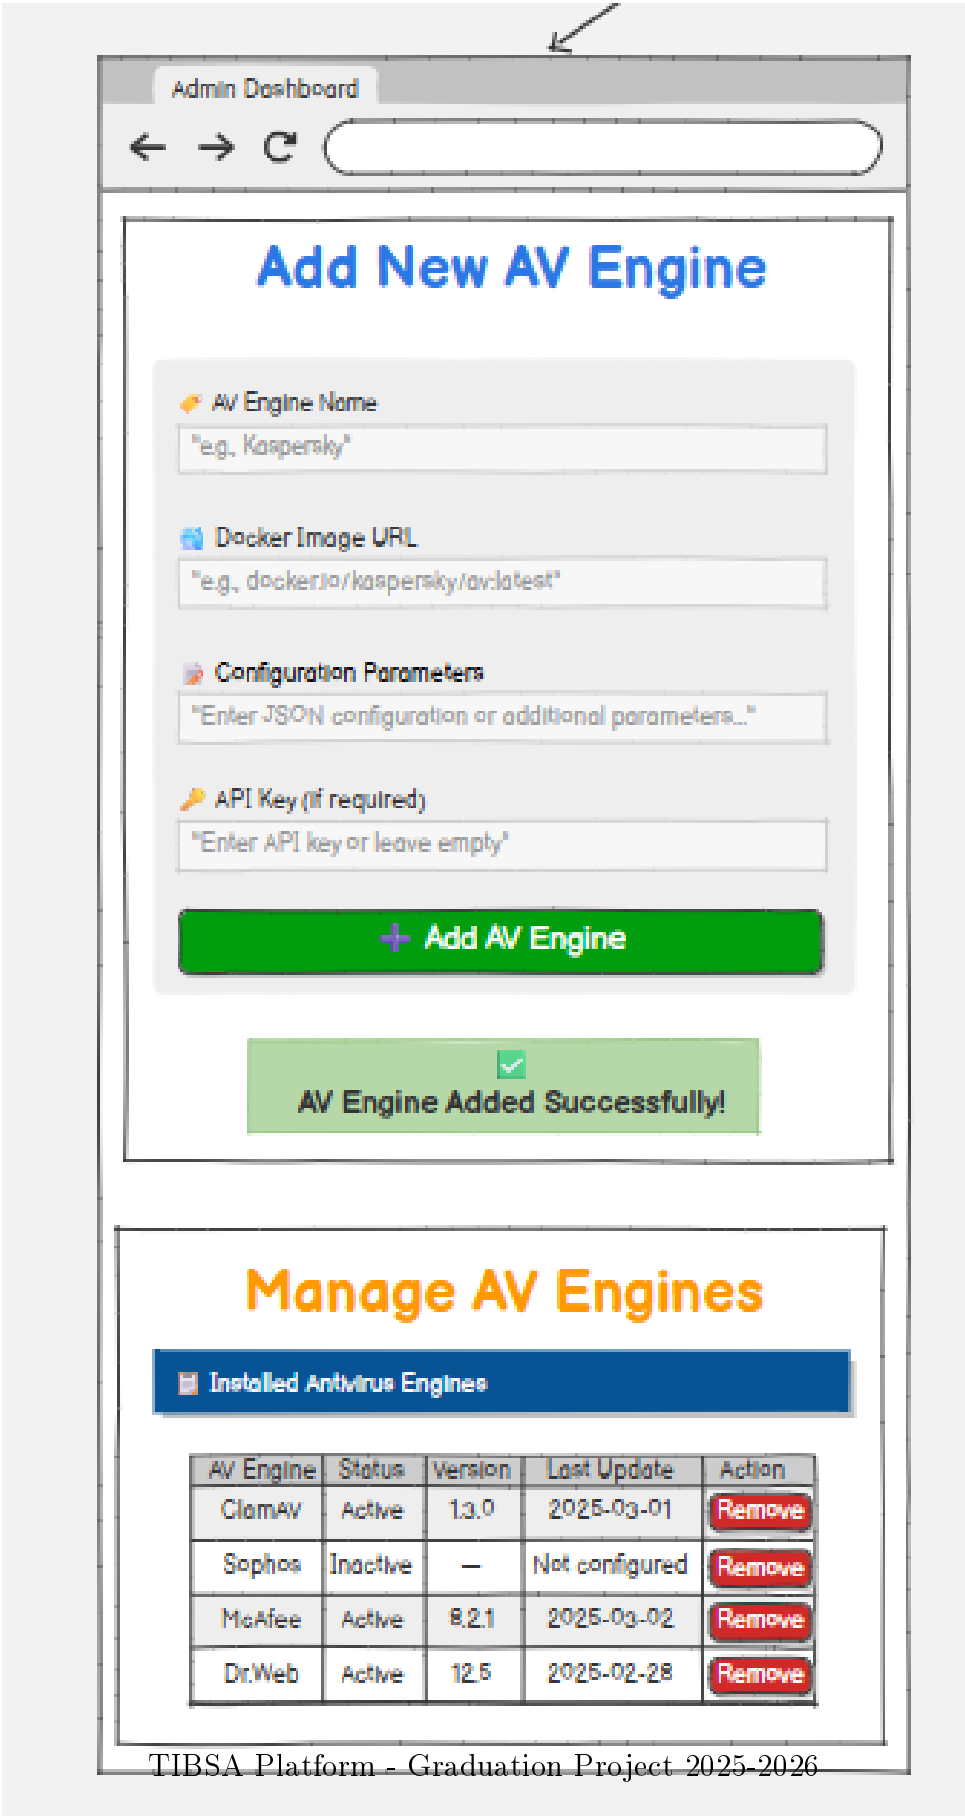 Admin Dashboard
Add New AV Engine
AV Engine Name
"e.g., Kaspersky"
Docker Image URL
"e.g., docker.io/kaspersky/av:latest"
Configuration Parameters
"Enter JSON configuration or additional parameters..."
API Key (if required)
"Enter API key or leave empty"
Add AV Engine
AV Engine Added Successfully!
Manage AV Engines
Installed Antivirus Engines
AV Engine Status Version Last Update Action
ClamAV Active 1.3.0 2025-03-01 Remove
Sophos Inactive — Not configured Remove
McAfee Active 8.2.1 2025-03-02 Remove
Dr.Web Active 12.5 2025-02-28 Remove
TIBSA Platform - Graduation Project 2025-2026